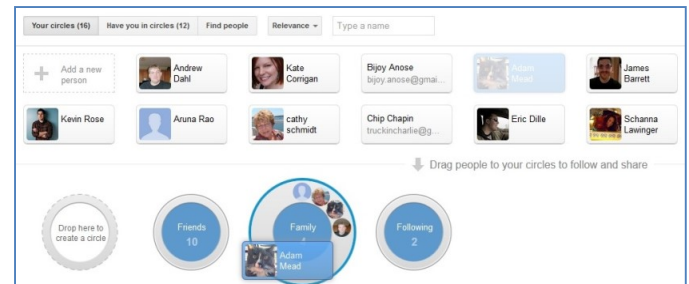 Your circles (16) Have you in circles (12) Find people Relevance Type a name
Add a new
person
Andrew
Dahl
Kate
Corrigan
Bijoy Anose
bijoy.anose@gmai...
Adam
Mead
James
Barrett
Kevin Rose
Aruna Rao
cathy
schmidt
Chip Chapin
truckincharlie@g...
Eric Dille
Schanna
Lawinger
Drag people to your circles to follow and share
Drop here to
create a circle
Friends
10
Family
Adam
Mead
Following
2